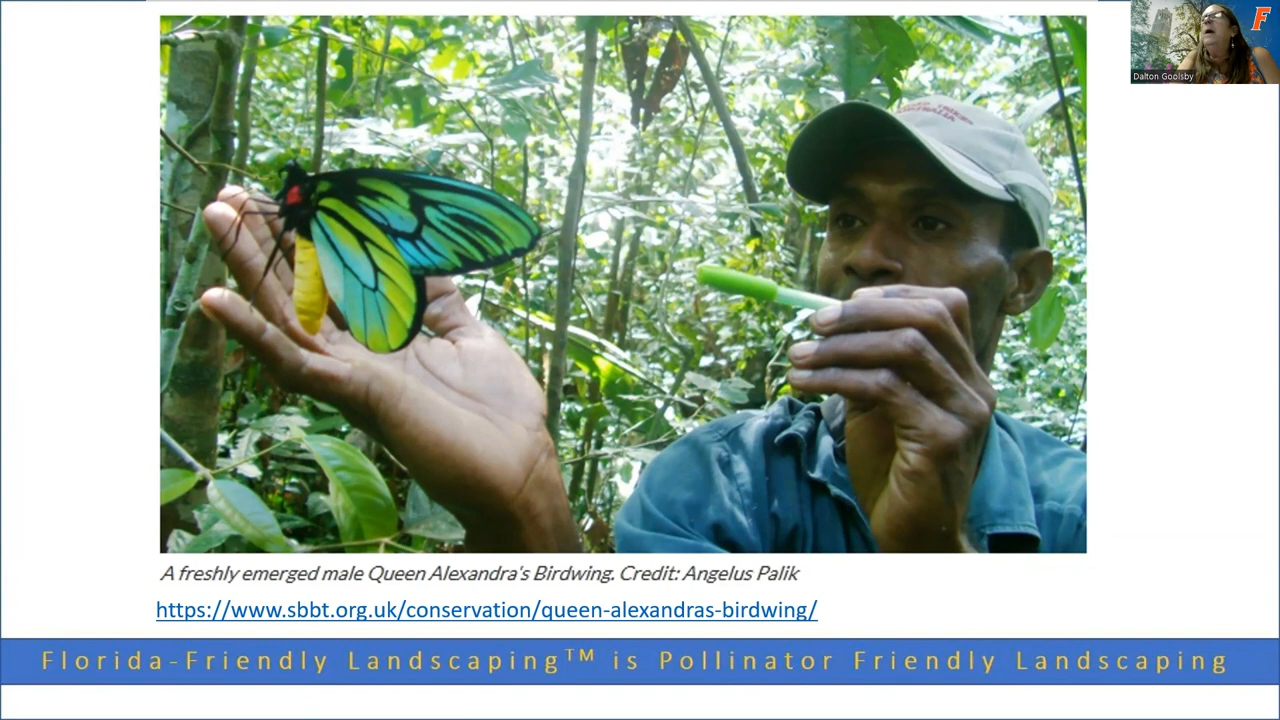 Dalton Goolsby
F
A freshly emerged male Queen Alexandra's Birdwing. Credit: Angelus Palik
https://www.sbbt.org.uk/conservation/queen-alexandras-birdwing/
Florida-Friendly Landscaping™ is Pollinator Friendly Landscaping